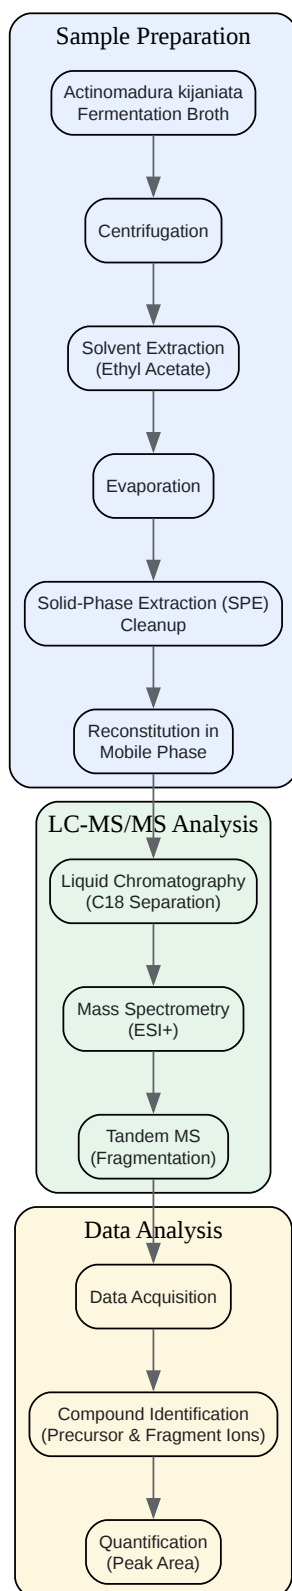 Sample Preparation
Actinomadura kijaniata
Fermentation Broth
Centrifugation
Solvent Extraction
(Ethyl Acetate)
Evaporation
Solid-Phase Extraction (SPE)
Cleanup
Reconstitution in
Mobile Phase
LC-MS/MS Analysis
Liquid Chromatography
(C18 Separation)
Mass Spectrometry
(ESI+)
Tandem MS
(Fragmentation)
Data Analysis
Data Acquisition
Compound Identification
(Precursor & Fragment Ions)
Quantification
(Peak Area)